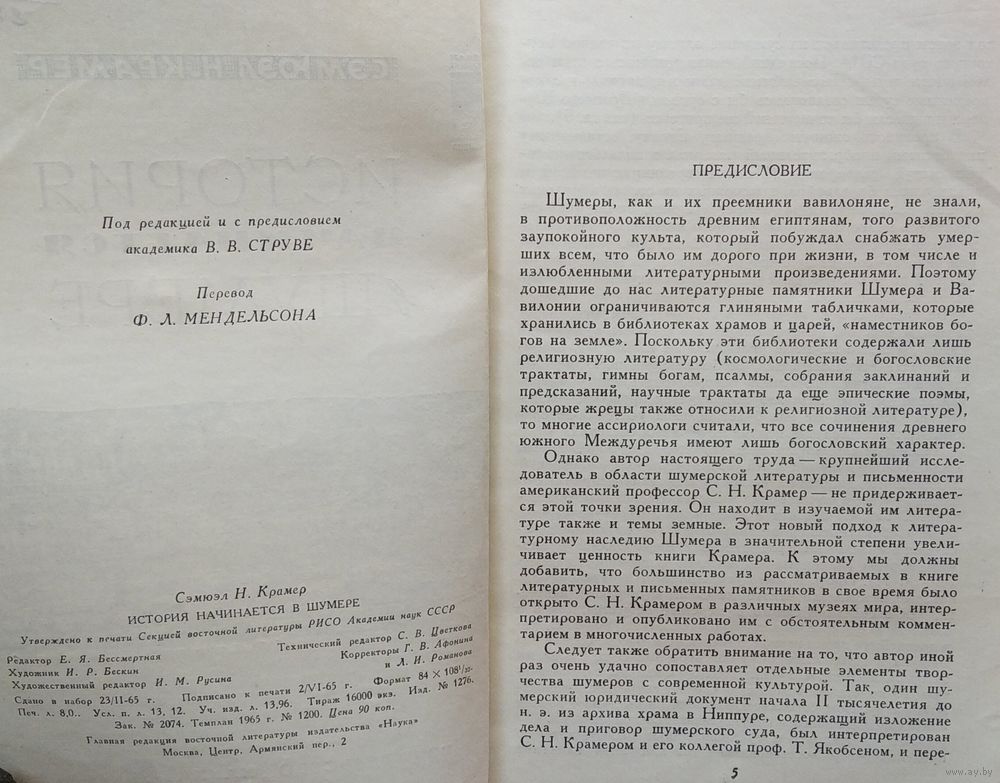 Под редакцией и с предисловием
академика В. В. СТРУВЕ
Перевод
Ф. Л. МЕНДЕЛЬСОНА
Сэмюэл Н. Крамер
ИСТОРИЯ НАЧИНАЕТСЯ В ШУМЕРЕ
Утверждено к печати Секцией восточной литературы РИСО Академии наук СССР
Редактор Е. Я. Бессмертная
Технический редактор С. В. Цветкова
Художник И. Р. Бескин
Корректоры Г. В. Афонина
Художественный редактор И. М. Русина
и Л. И. Романова
Сдано в набор 23/II-65 г. Подписано к печати 2/VI-65 г. Формат 84 × 108¹/₃₂.
Печ. л. 8,0.. Усл. п. л. 13, 12. Уч. изд. л. 13,96. Тираж 16000 экз. Изд. № 1276.
Зак. № 2074. Темплан 1965 г. № 1200. Цена 90 коп.
Главная редакция восточной литературы издательства «Наука»
Москва, Центр, Армянский пер., 2
ПРЕДИСЛОВИЕ
Шумеры, как и их преемники вавилоняне, не знали,
в противоположность древним египтянам, того развитого
заупокойного культа, который побуждал снабжать умер-
ших всем, что было им дорого при жизни, в том числе и
излюбленными литературными произведениями. Поэтому
дошедшие до нас литературные памятники Шумера и Ва-
вилонии ограничиваются глиняными табличками, которые
хранились в библиотеках храмов и царей, «наместников бо-
гов на земле». Поскольку эти библиотеки содержали лишь
религиозную литературу (космологические и богословские
трактаты, гимны богам, псалмы, собрания заклинаний и
предсказаний, научные трактаты да еще эпические поэмы,
которые жрецы также относили к религиозной литературе),
то многие ассириологи считали, что все сочинения древнего
южного Междуречья имеют лишь богословский характер.
Однако автор настоящего труда — крупнейший иссле-
дователь в области шумерской литературы и письменности
американский профессор С. Н. Крамер — не придерживает-
ся этой точки зрения. Он находит в изучаемой им литера-
туре также и темы земные. Этот новый подход к литера-
турному наследию Шумера в значительной степени увели-
чивает ценность книги Крамера. К этому мы должны
добавить, что большинство из рассматриваемых в книге
литературных и письменных памятников в свое время было
открыто С. Н. Крамером в различных музеях мира, интер-
претировано и опубликовано им с обстоятельным коммен-
тарием в многочисленных работах.
Следует также обратить внимание на то, что автор иной
раз очень удачно сопоставляет отдельные элементы твор-
чества шумеров с современной культурой. Так, один шу-
мерский юридический документ начала II тысячелетия до
н. э. из архива храма в Ниппуре, содержащий изложение
дела и приговор шумерского суда, был интерпретирован
С. Н. Крамером и его коллегой проф. Т. Якобсеном, и пере-
5
www.ay.by